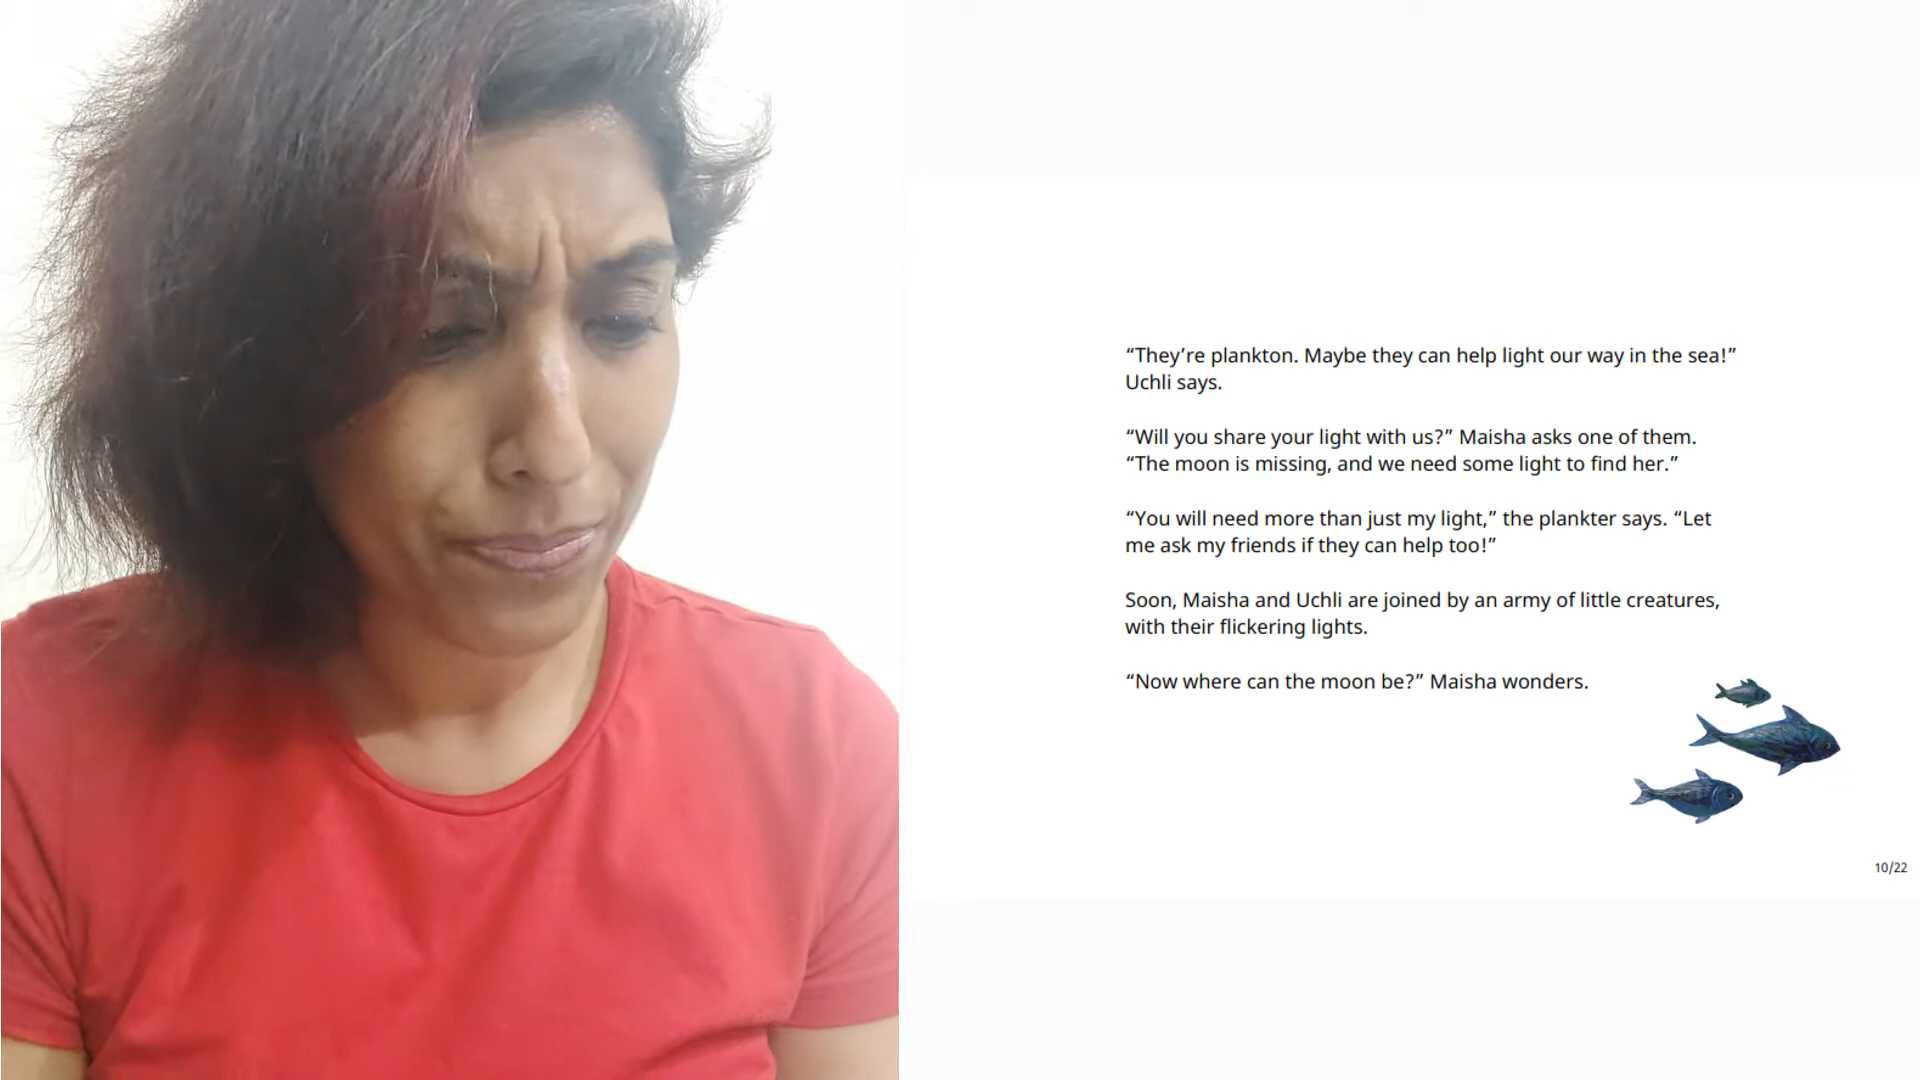 “They’re plankton. Maybe they can help light our way in the sea!”
Uchli says.
“Will you share your light with us?” Maisha asks one of them.
“The moon is missing, and we need some light to find her.”
“You will need more than just my light,” the plankter says. “Let
me ask my friends if they can help too!”
Soon, Maisha and Uchli are joined by an army of little creatures,
with their flickering lights.
“Now where can the moon be?” Maisha wonders.
10/22